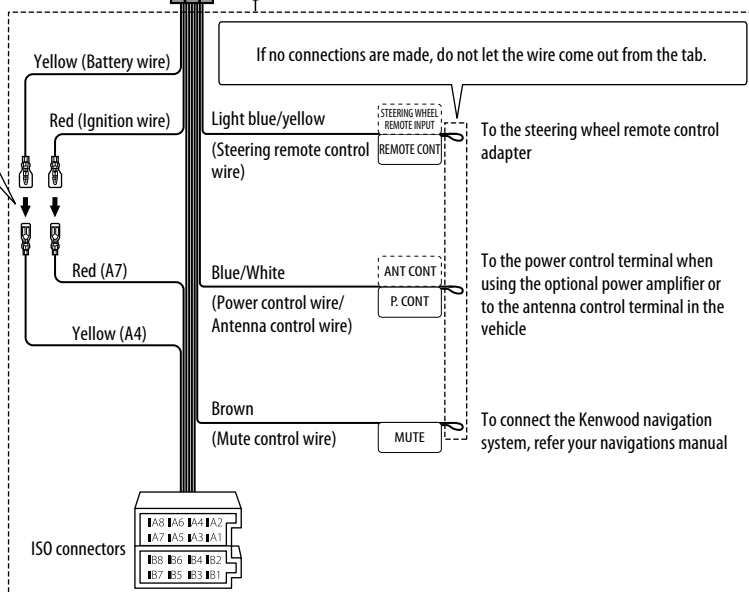 If no connections are made, do not let the wire come out from the tab.
Yellow (Battery wire)
Red (Ignition wire)
Light blue/yellow
(Steering remote control
wire)
STEERING WHEEL
REMOTE INPUT
REMOTE CONT
To the steering wheel remote control
adapter
Red (A7)
Yellow (A4)
Blue/White
(Power control wire/
Antenna control wire)
ANT CONT
P. CONT
To the power control terminal when
using the optional power amplifier or
to the antenna control terminal in the
vehicle
Brown
(Mute control wire)
MUTE
To connect the Kenwood navigation
system, refer your navigations manual
ISO connectors
A8 A6 A4 A2
A7 A5 A3 A1
B8 B6 B4 B2
B7 B5 B3 B1